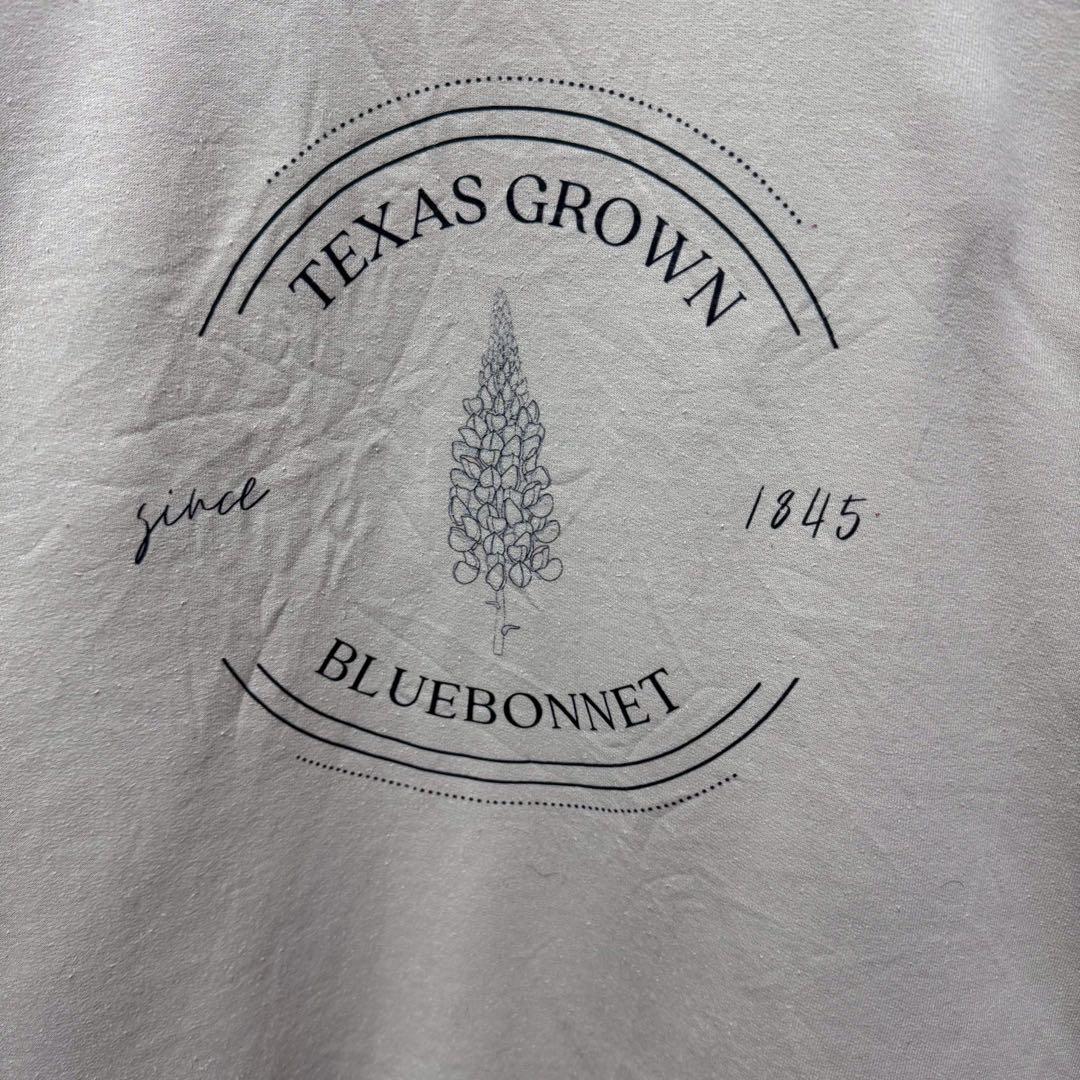 TEXAS GROWN
since 1845
BLUEBONNET